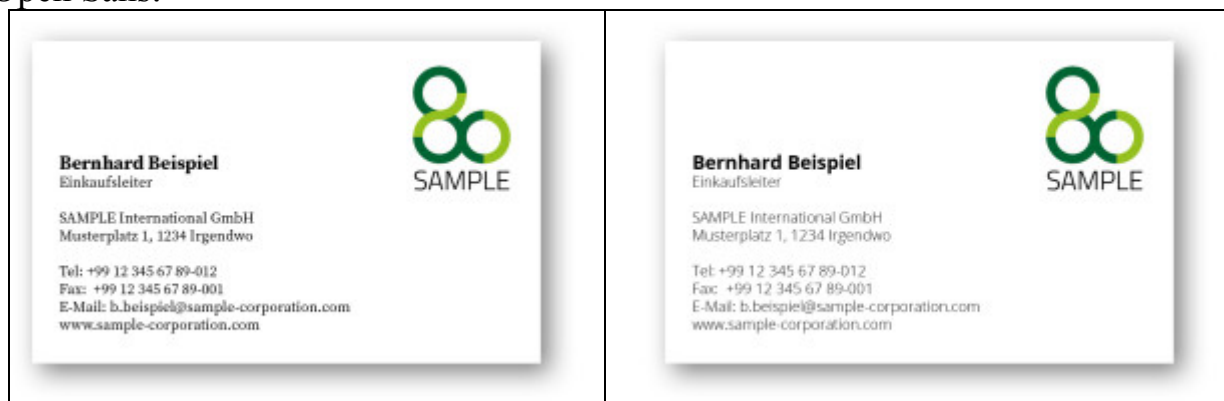 Open Sans.
SAMPLE
Bernhard Beispiel
Einkaufsleiter
SAMPLE International GmbH
Musterplatz 1, 1234 Irgendwo
Tel: +99 12 345 67 89-012
Fax: +99 12 345 67 89-001
E-Mail: b.beispiel@sample-corporation.com
www.sample-corporation.com
SAMPLE
Bernhard Beispiel
Einkaufsleiter
SAMPLE International GmbH
Musterplatz 1, 1234 Irgendwo
Tel: +99 12 345 67 89-012
Fax: +99 12 345 67 89-001
E-Mail: b.beispiel@sample-corporation.com
www.sample-corporation.com